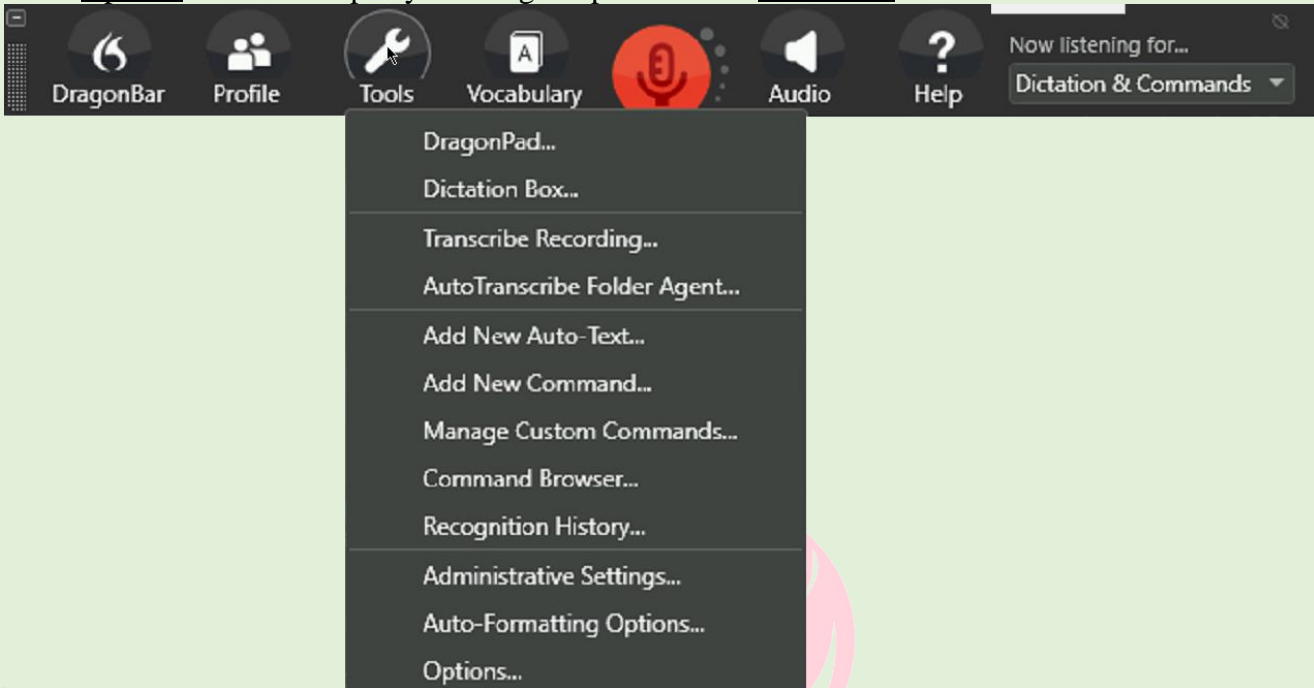 Now listening for...
DragonBar Profile Tools Vocabulary Audio Help Dictation & Commands
DragonPad...
Dictation Box...
Transcribe Recording...
AutoTranscribe Folder Agent...
Add New Auto-Text...
Add New Command...
Manage Custom Commands...
Command Browser...
Recognition History...
Administrative Settings...
Auto-Formatting Options...
Options...